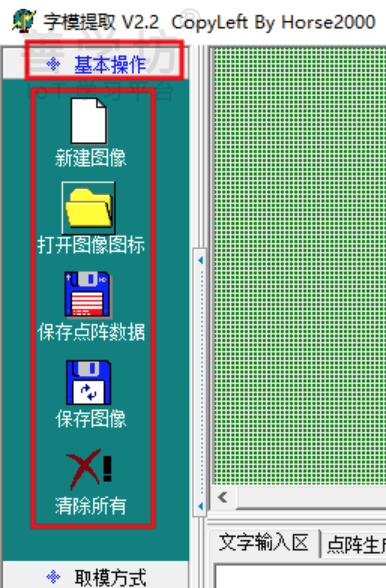 字模提取 V2.2 CopyLeft By Horse2000
基本操作
新建图像
打开图像图标
保存点阵数据
保存图像
清除所有
取模方式
文字输入区
点阵生